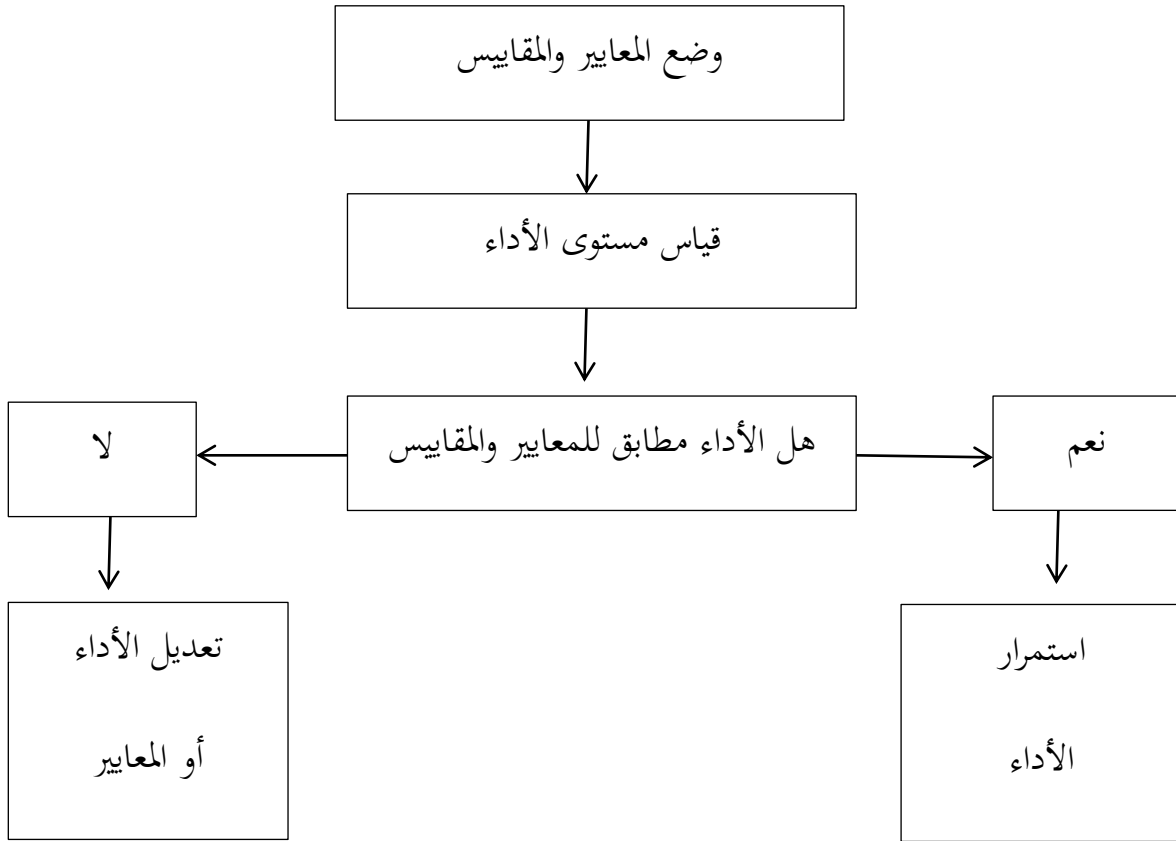 وضع المعايير والمقاييس
قياس مستوى الأداء
هل الأداء مطابق للمعايير والمقاييس
نعم
لا
استمرار
الأداء
تعديل الأداء
أو المعايير